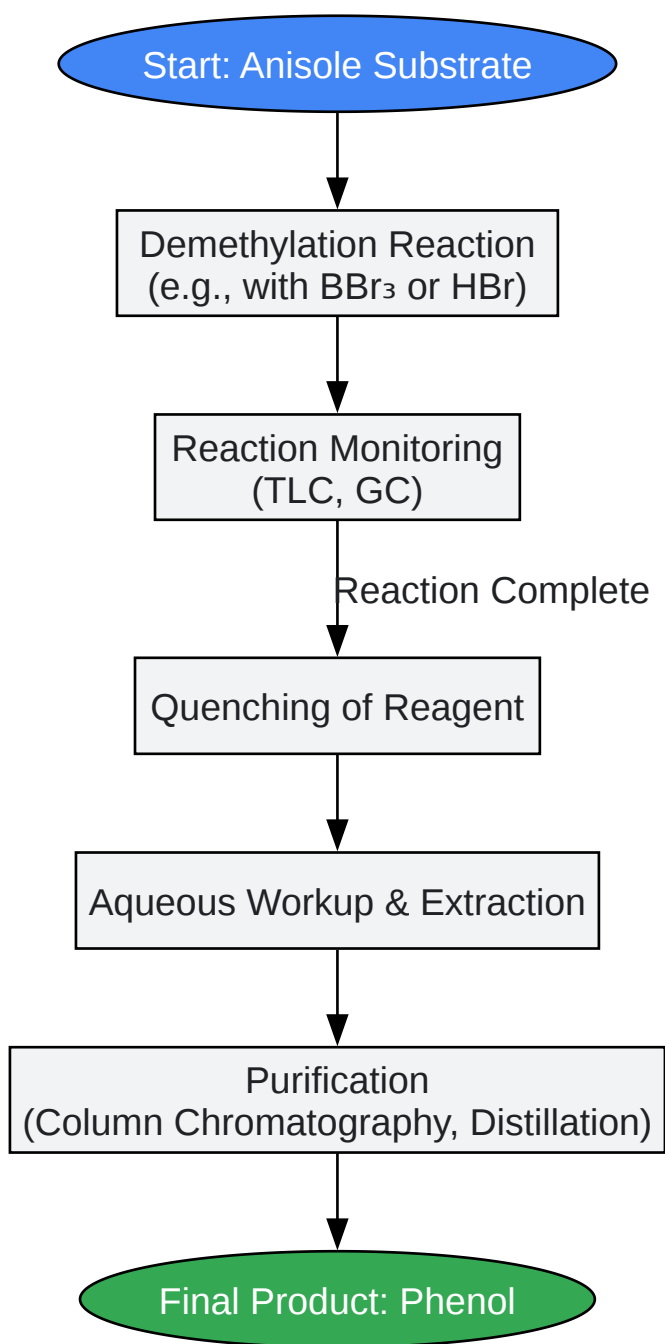 Start: Anisole Substrate
Demethylation Reaction
(e.g., with BBr₃ or HBr)
Reaction Monitoring
(TLC, GC)
Reaction Complete
Quenching of Reagent
Aqueous Workup & Extraction
Purification
(Column Chromatography, Distillation)
Final Product: Phenol